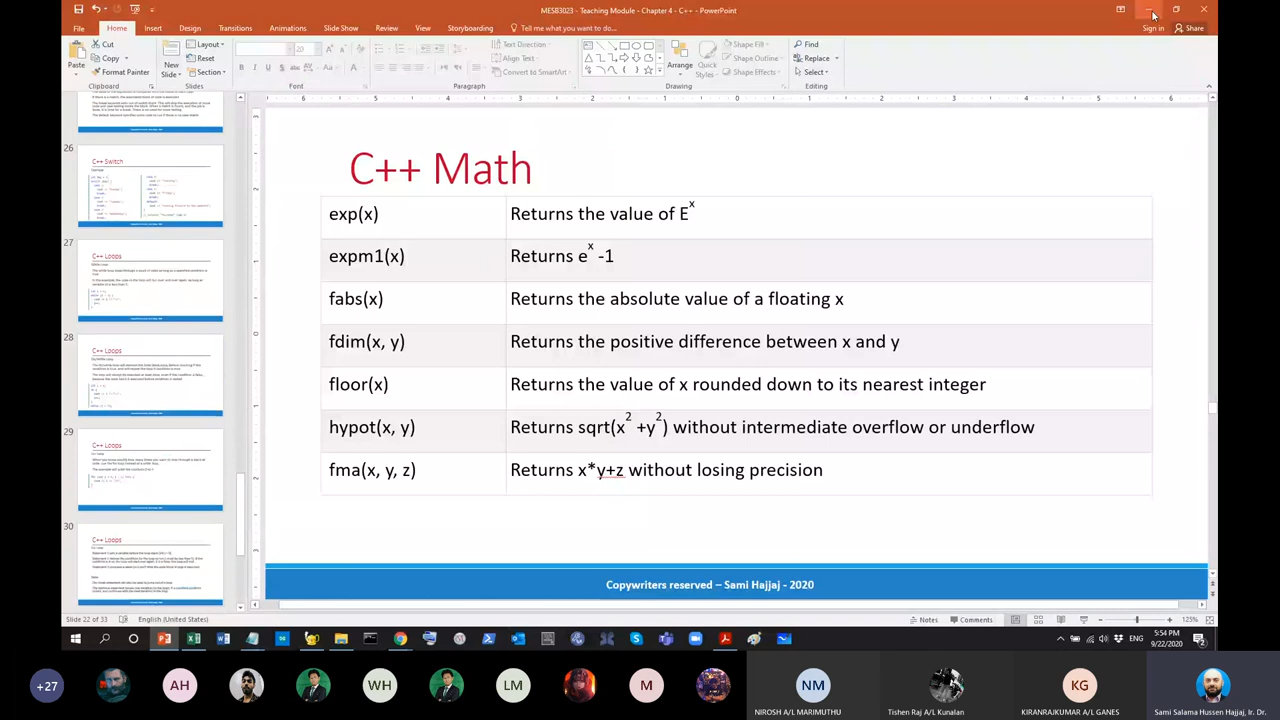 MESB3023 - Teaching Module - Chapter 4 - C++ - PowerPoint
File Home Insert Design Transitions Animations Slide Show Review View Storyboarding Tell me what you want to do...
Sign in Share
Paste
Cut
Copy
Format Painter
Clipboard
New Slide
Layout
Reset
Section
Slides
20
Font
Text Direction
Align Text
Convert to SmartArt
Paragraph
Arrange
Quick Styles
Shape Fill
Shape Outline
Shape Effects
Drawing
Find
Replace
Select
Editing
26
C++ Switch
27
C++ Loops
28
C++ Loops
29
C++ Loops
30
C++ Loops
C++ Math
exp(x) Returns the value of Eˣ
expm1(x) Returns eˣ-1
fabs(x) Returns the absolute value of a floating x
fdim(x, y) Returns the positive difference between x and y
floor(x) Returns the value of x rounded down to its nearest integer
hypot(x, y) Returns sqrt(x² +y²) without intermediate overflow or underflow
fma(x, y, z) Returns x*y+z without losing precision
Copywriters reserved – Sami Hajjaj - 2020
Slide 22 of 33 English (United States) Notes Comments 125%
ENG 5:54 PM
9/22/2020
+27 AH WH LM M NM KG
NIROSH A/L MARIMUTHU Tishen Raj A/L Kunalan KIRANRAJKUMAR A/L GANES Sami Salama Hussen Hajjaj, Ir. Dr.